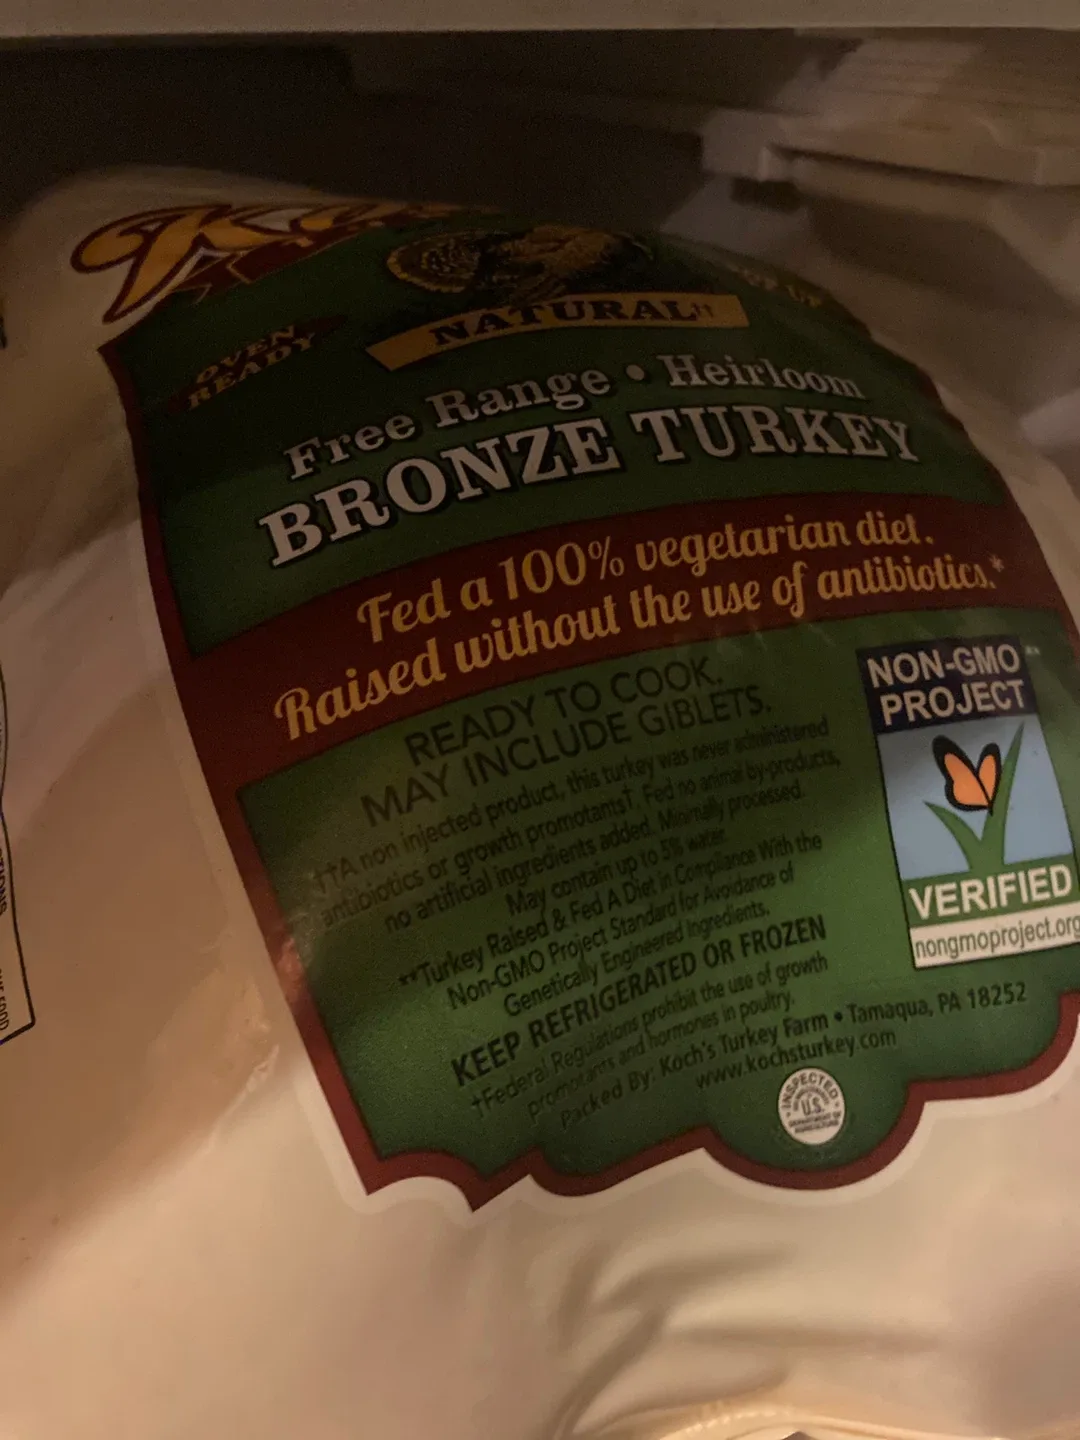 OVEN
READY
NATURAL††
Free Range • Heirloom
BRONZE TURKEY
Fed a 100% vegetarian diet.
Raised without the use of antibiotics.*
READY TO COOK.
MAY INCLUDE GIBLETS.
††A non injected product, this turkey was never administered
antibiotics or growth promotants†. Fed no animal by-products,
no artificial ingredients added. Minimally processed.
May contain up to 5% water.
**Turkey Raised & Fed A Diet in Compliance With the
Non-GMO Project Standard for Avoidance of
Genetically Engineered Ingredients.
KEEP REFRIGERATED OR FROZEN
†Federal Regulations prohibit the use of growth
promotants and hormones in poultry.
Packed By: Koch's Turkey Farm • Tamaqua, PA 18252
www.kochsturkey.com
NON-GMO
PROJECT
VERIFIED
nongmoproject.org
INSPECTED
U.S.
DEPARTMENT OF
AGRICULTURE